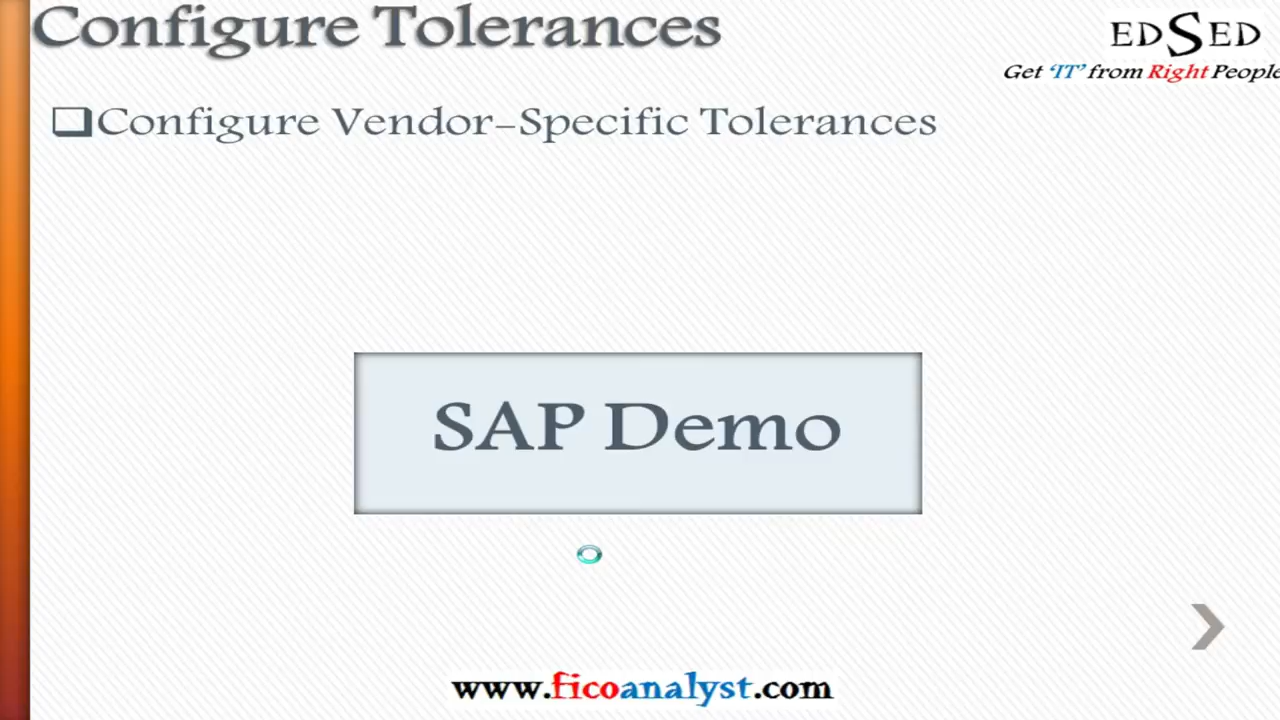 Configure Tolerances
EDSED
Get 'IT' from Right People
Configure Vendor-Specific Tolerances
SAP Demo
www.ficoanalyst.com